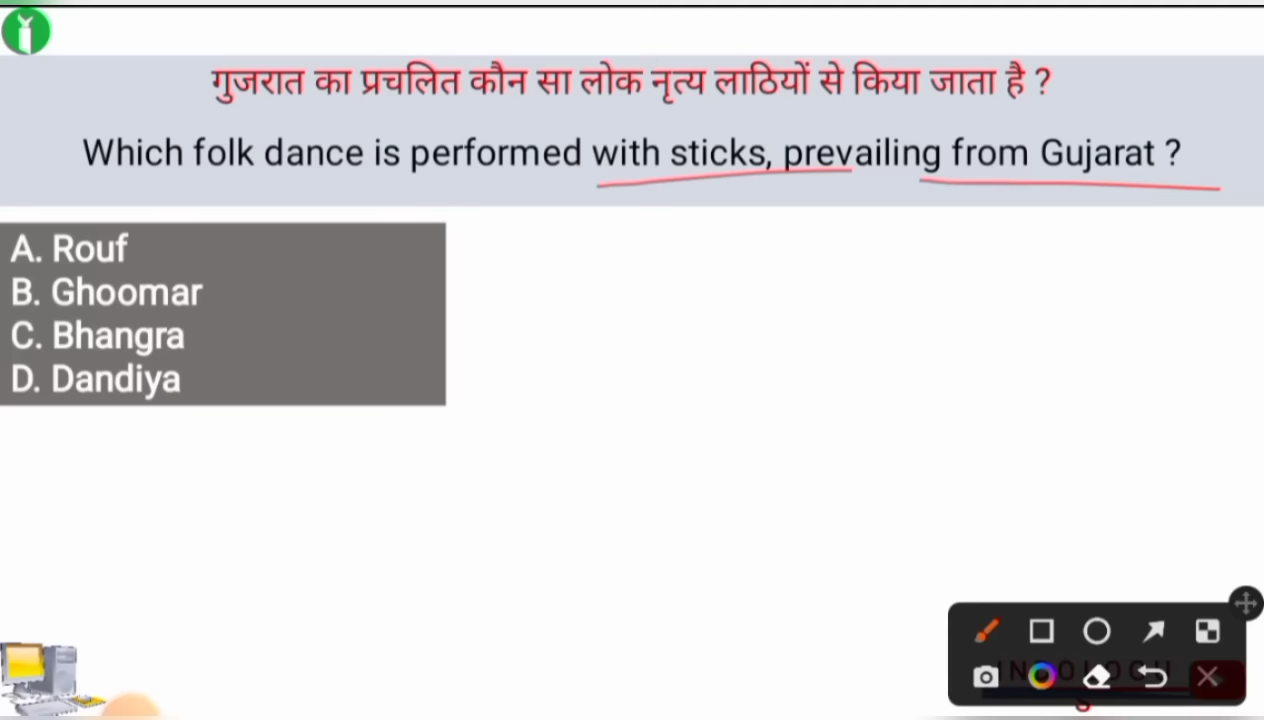 गुजरात का प्रचलित कौन सा लोक नृत्य लाठियों से किया जाता है ?
Which folk dance is performed with sticks, prevailing from Gujarat ?
A. Rouf
B. Ghoomar
C. Bhangra
D. Dandiya